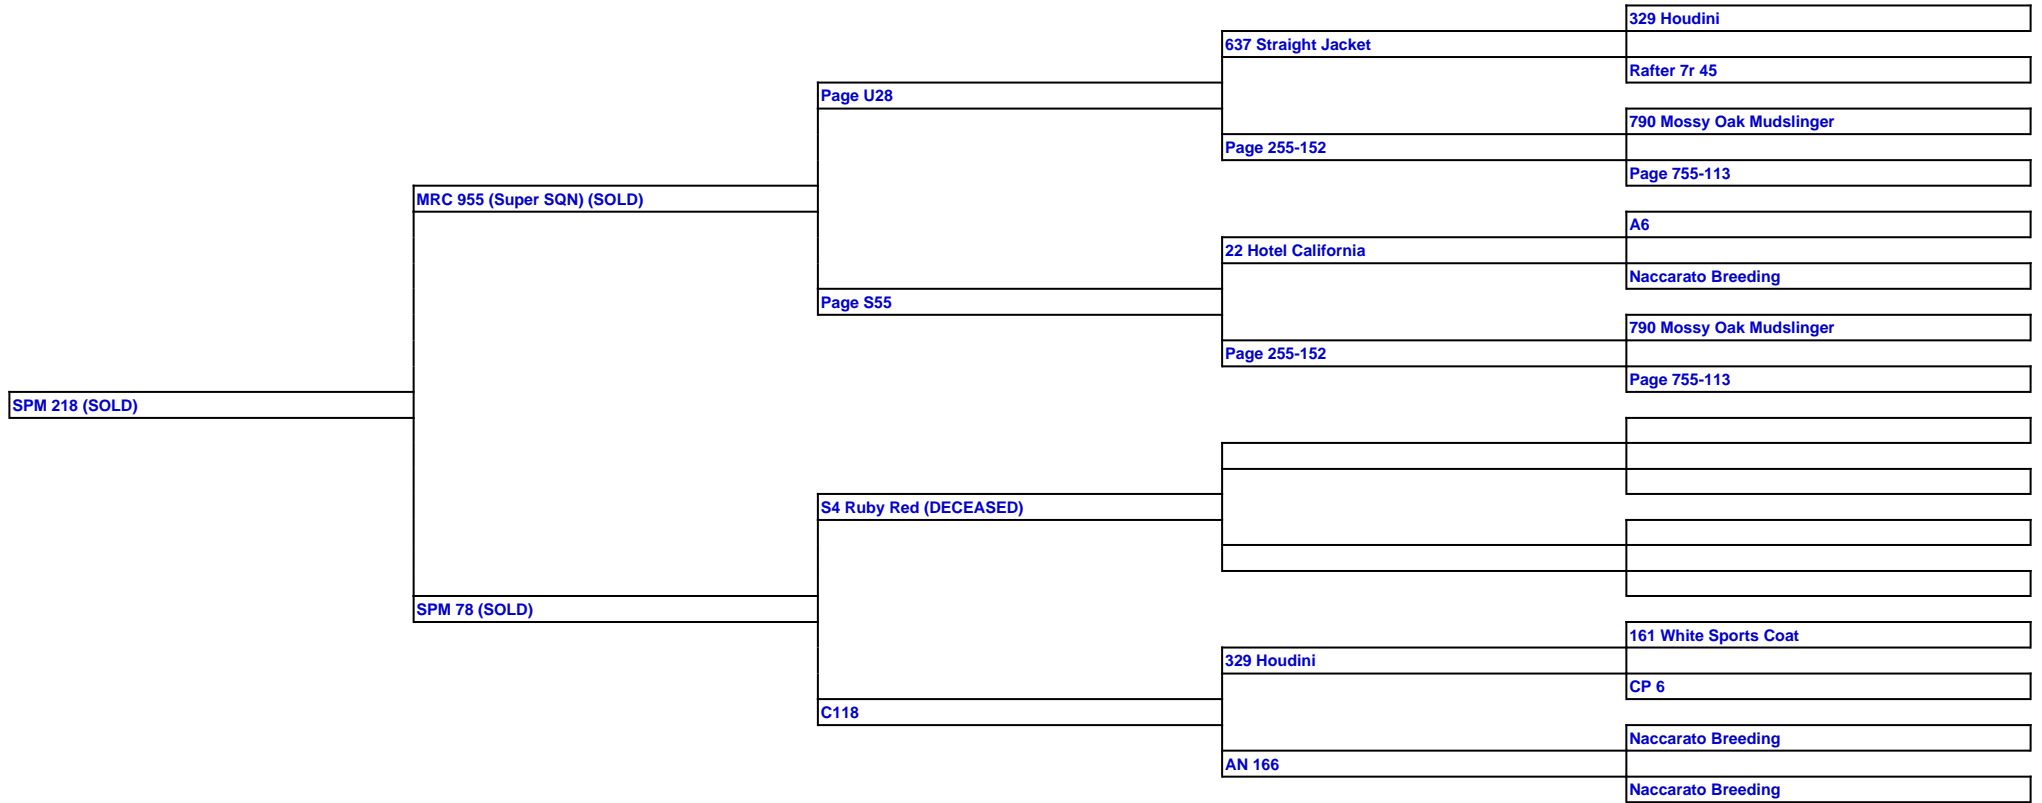 329 Houdini
637 Straight Jacket
Rafter 7r 45
Page U28
790 Mossy Oak Mudslinger
Page 255-152
Page 755-113
MRC 955 (Super SQN) (SOLD)
A6
22 Hotel California
Naccarato Breeding
Page S55
790 Mossy Oak Mudslinger
Page 255-152
Page 755-113
SPM 218 (SOLD)
S4 Ruby Red (DECEASED)
SPM 78 (SOLD)
161 White Sports Coat
329 Houdini
CP 6
C118
Naccarato Breeding
AN 166
Naccarato Breeding